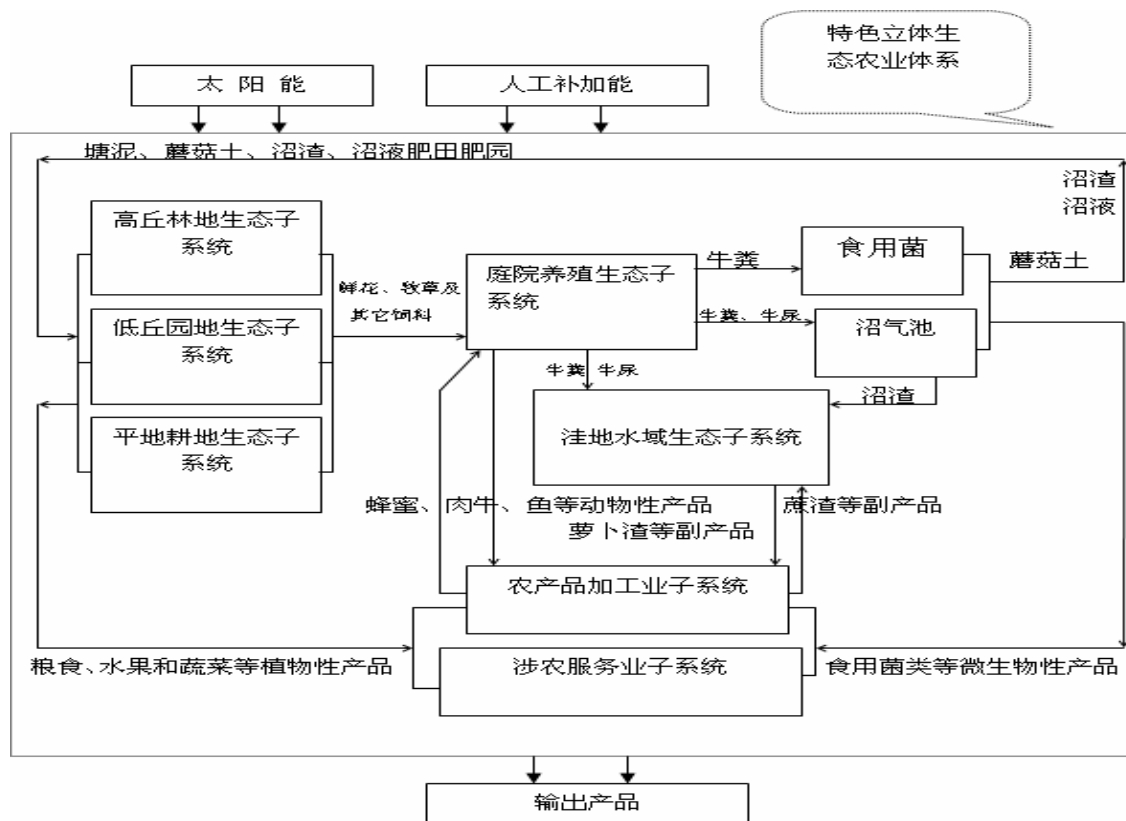 特色立体生
态农业体系
太 阳 能
人工补加能
塘泥、蘑菇土、沼渣、沼液肥田肥园
沼渣
沼液
高丘林地生态子
系统
食用菌
牛粪
蘑菇土
庭院养殖生态子
系统
鲜花、牧草及
其它饲料
低丘园地生态子
系统
牛粪、牛尿
沼气池
牛粪 牛尿
沼渣
平地耕地生态子
系统
洼地水域生态子系统
蜂蜜、肉牛、鱼等动物性产品
蔗渣等副产品
萝卜渣等副产品
农产品加工业子系统
粮食、水果和蔬菜等植物性产品
涉农服务业子系统
食用菌类等微生物性产品
输出产品